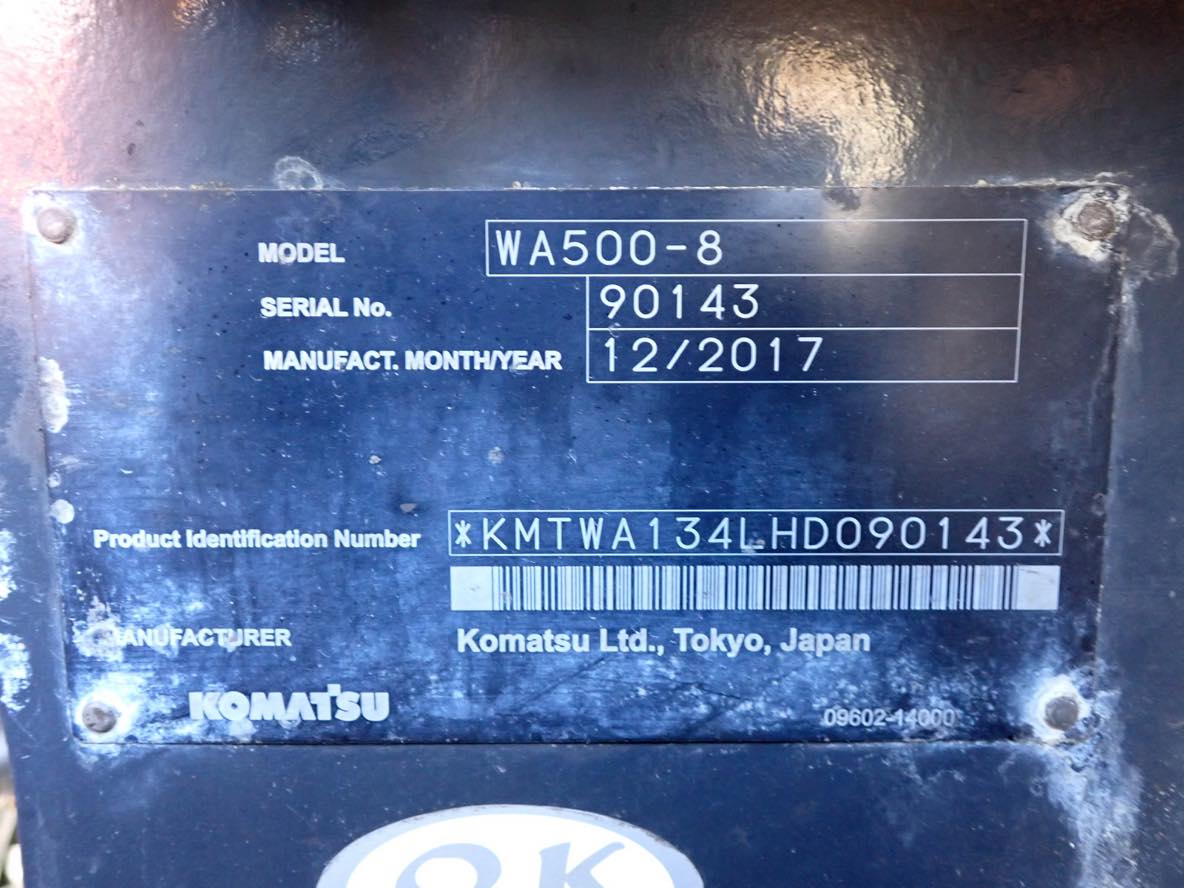 MODEL WA500-8
SERIAL No. 90143
MANUFACT. MONTH/YEAR 12/2017
Product Identification Number *KMTWA134LHD090143*
MANUFACTURER Komatsu Ltd., Tokyo, Japan
KOMATSU 09602-14000
OK